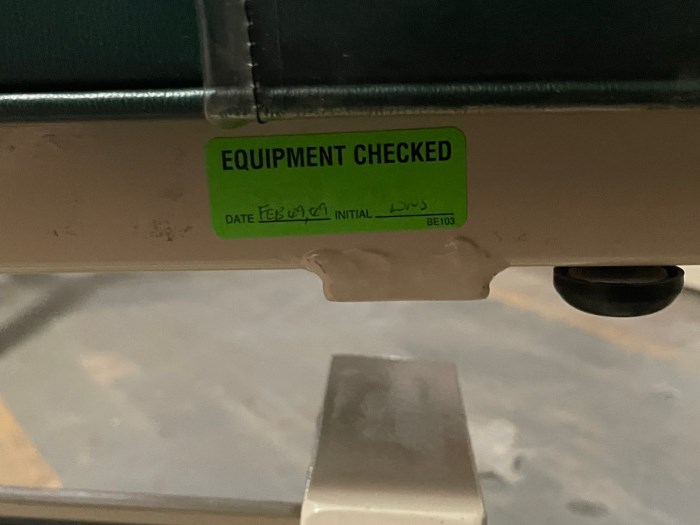 EQUIPMENT CHECKED
DATE FEB 09, 09 INITIAL
BE103